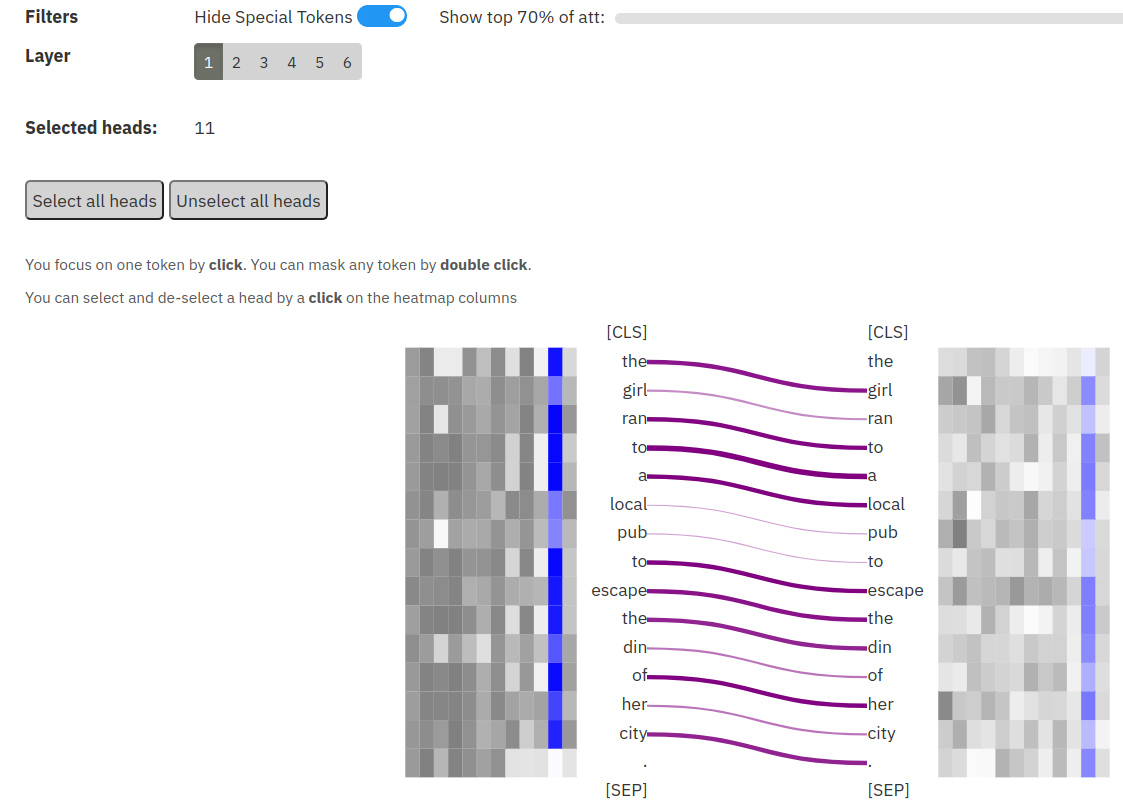 Filters Hide Special Tokens Show top 70% of att:
Layer 1 2 3 4 5 6
Selected heads: 11
Select all heads Unselect all heads
You focus on one token by click. You can mask any token by double click.
You can select and de-select a head by a click on the heatmap columns
[CLS] [CLS]
the the
girl girl
ran ran
to to
a a
local local
pub pub
to to
escape escape
the the
din din
of of
her her
city city
. .
[SEP] [SEP]